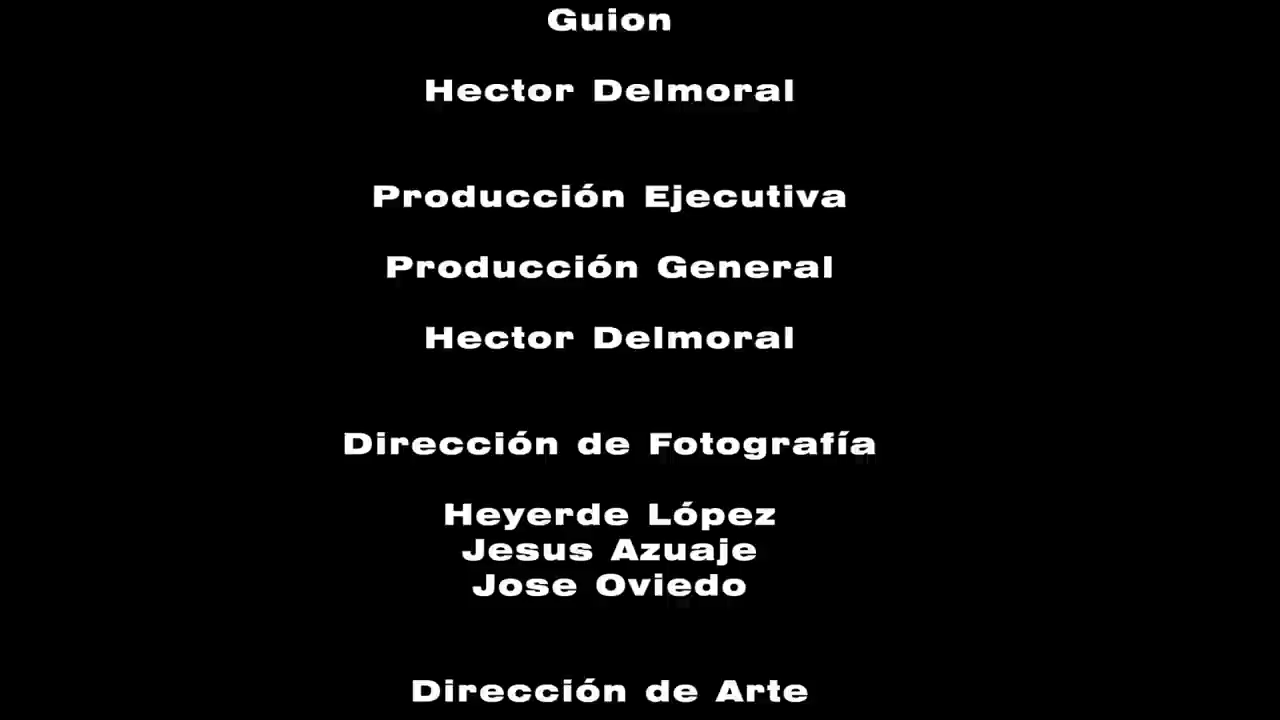 Guion
Hector Delmoral
Producción Ejecutiva
Producción General
Hector Delmoral
Dirección de Fotografía
Heyerde López
Jesus Azuaje
Jose Oviedo
Dirección de Arte